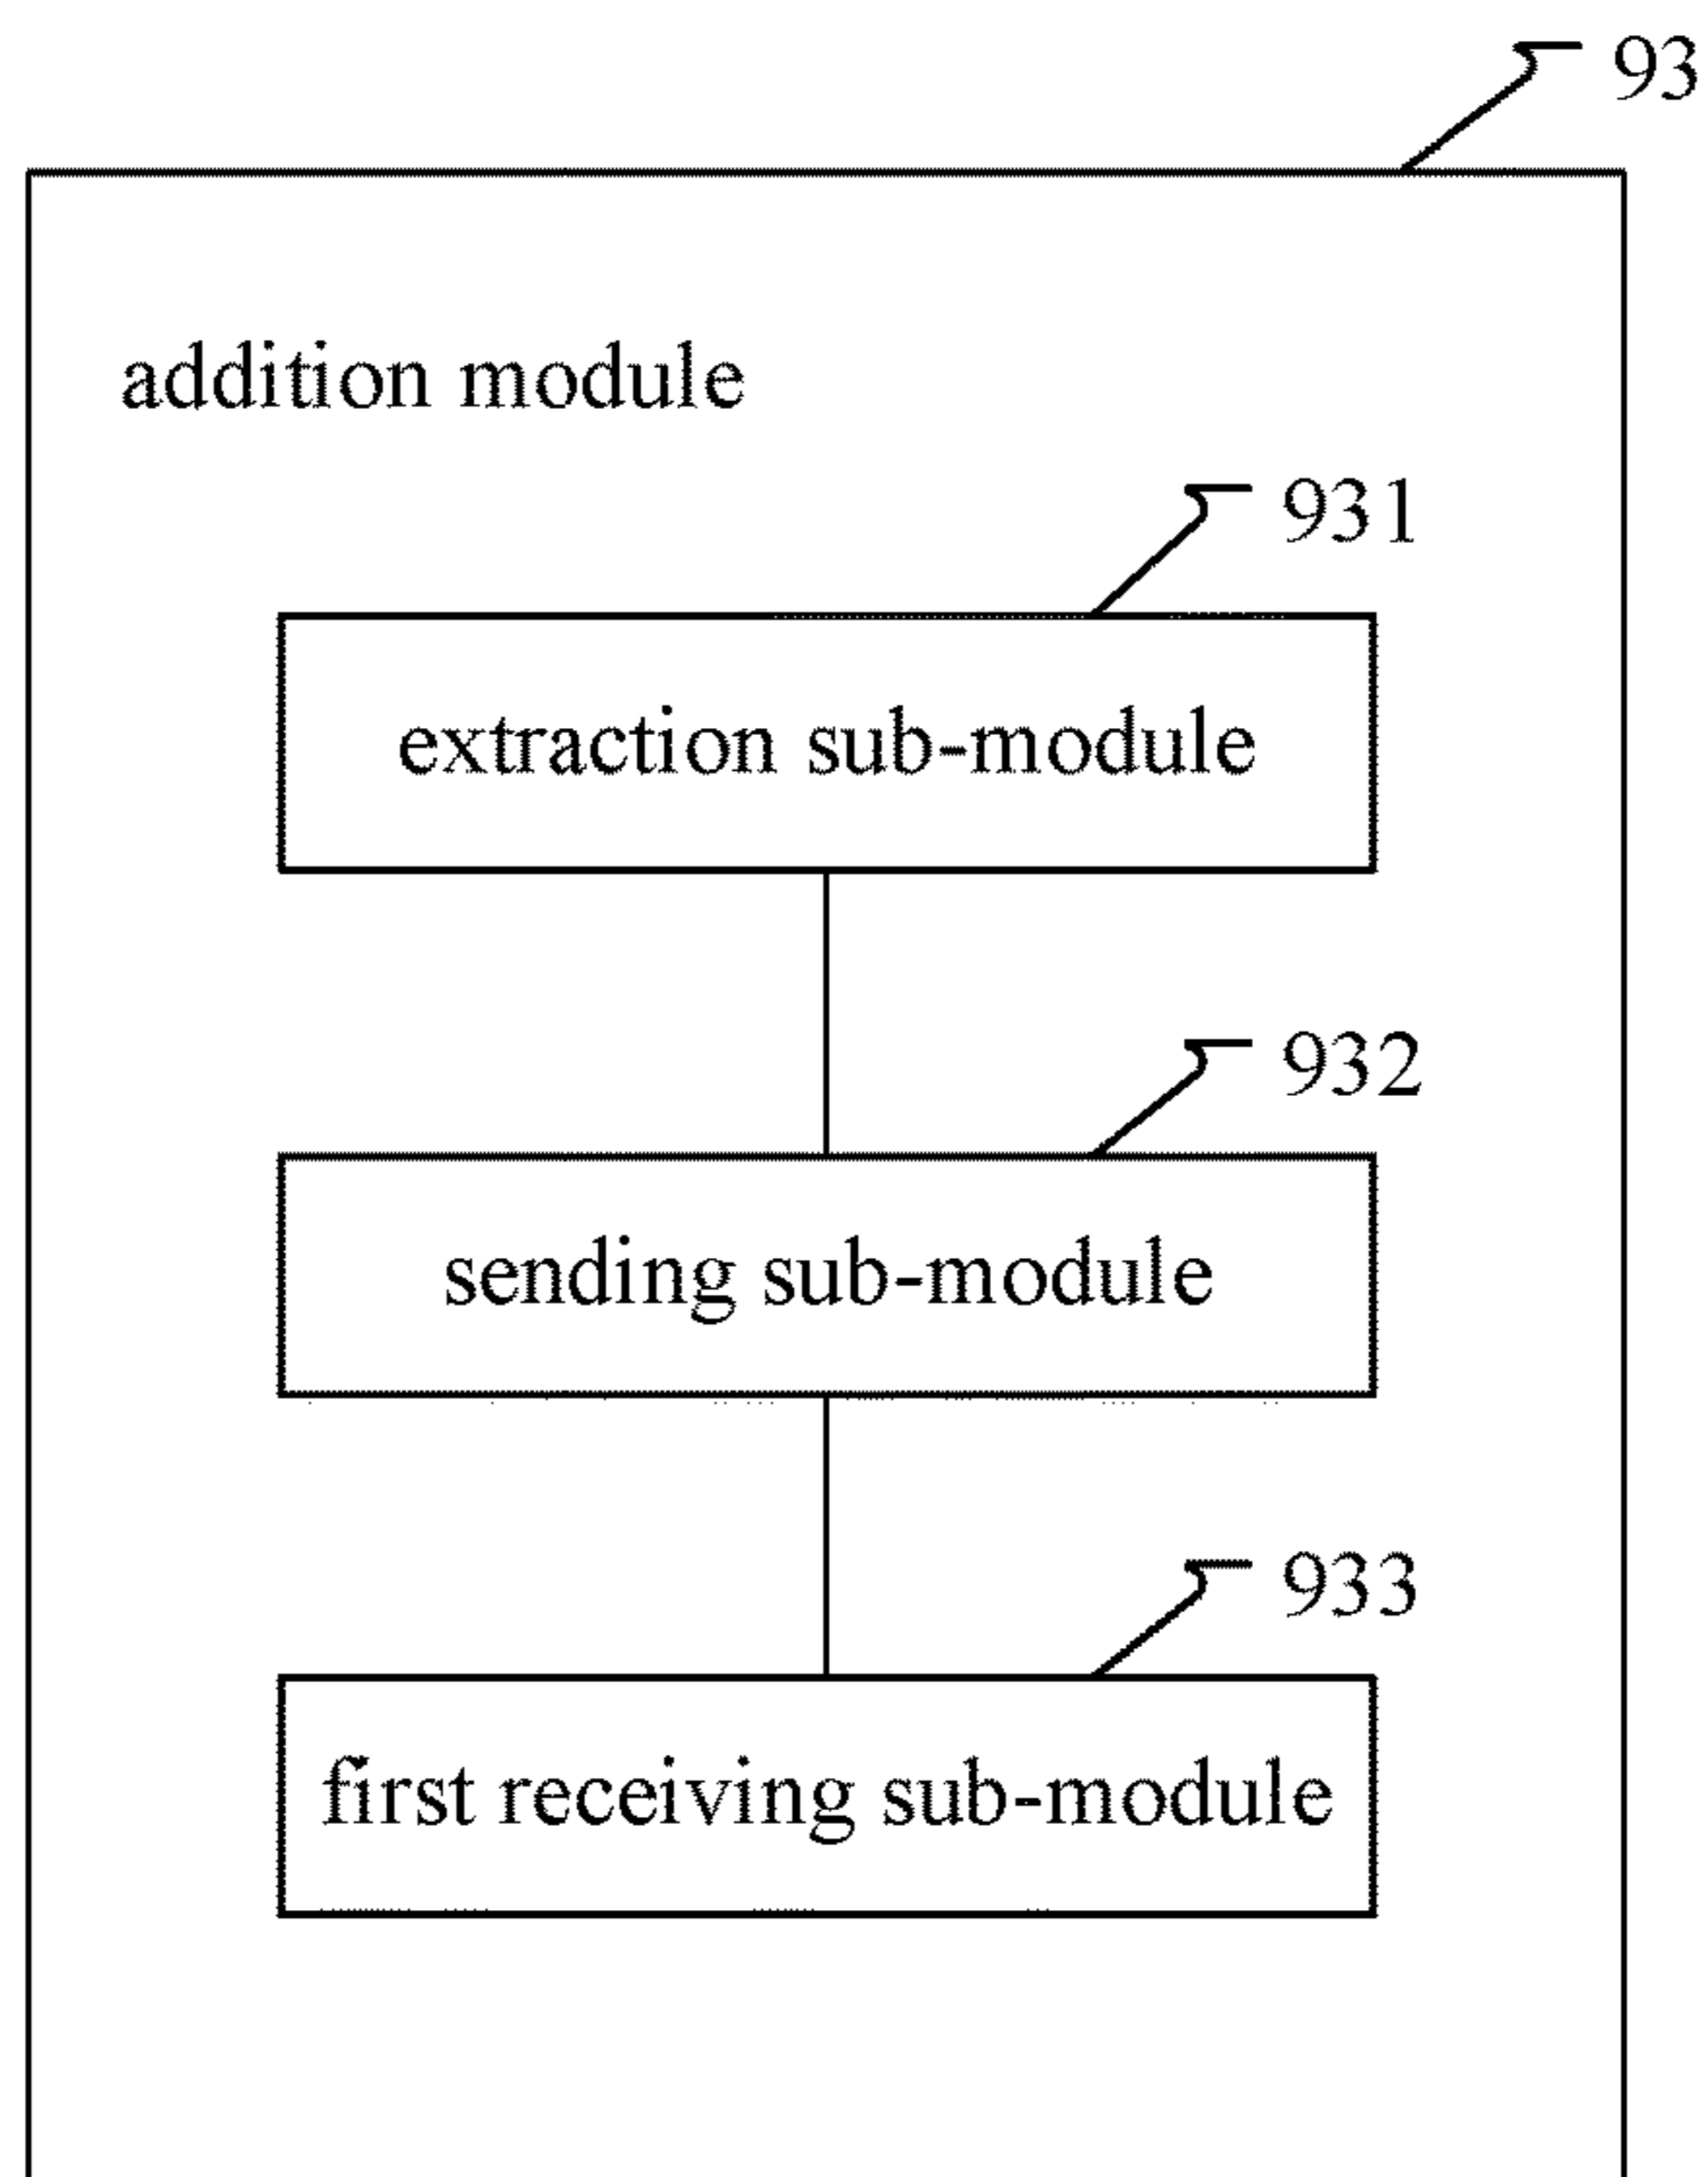 93
addition module
931
extraction sub-module
932
sending sub-module
933
first receiving sub-module